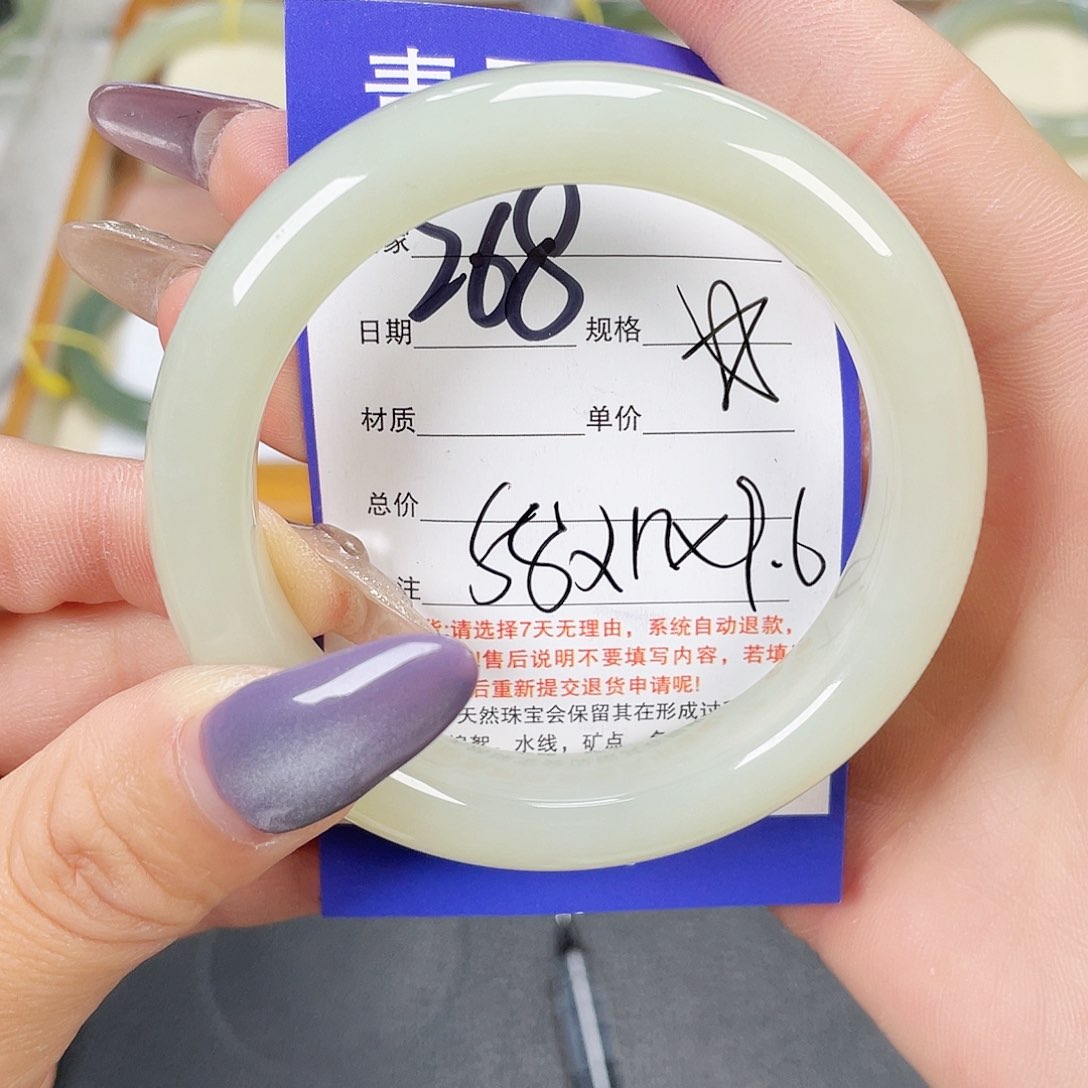 268
日期 规格
材质 单价
总价
58x11x9.6
注
请选择7天无理由，系统自动退款，
!售后说明不要填写内容，若填
后重新提交退货申请呢!
天然珠宝会保留其在形成过
水线，矿点